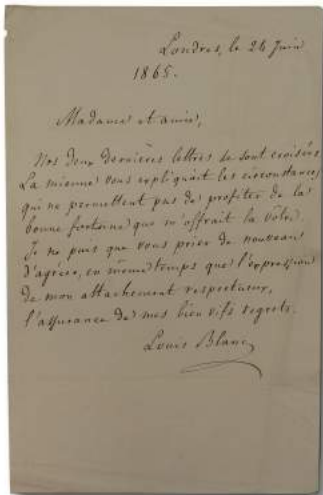 Londres, le 26 Juin
1865.
Madame et amie,
Nos deux dernières lettres se sont croisées.
La mienne vous expliquait les circonstances
qui ne permettent pas de profiter de la
bonne fortune que m'offrait la vôtre.
Je ne puis que vous prier de nouveau
d'agréer, en même temps que l'expression
de mon attachement respectueux,
l'assurance de mes bien vifs regrets.
Louis Blanc